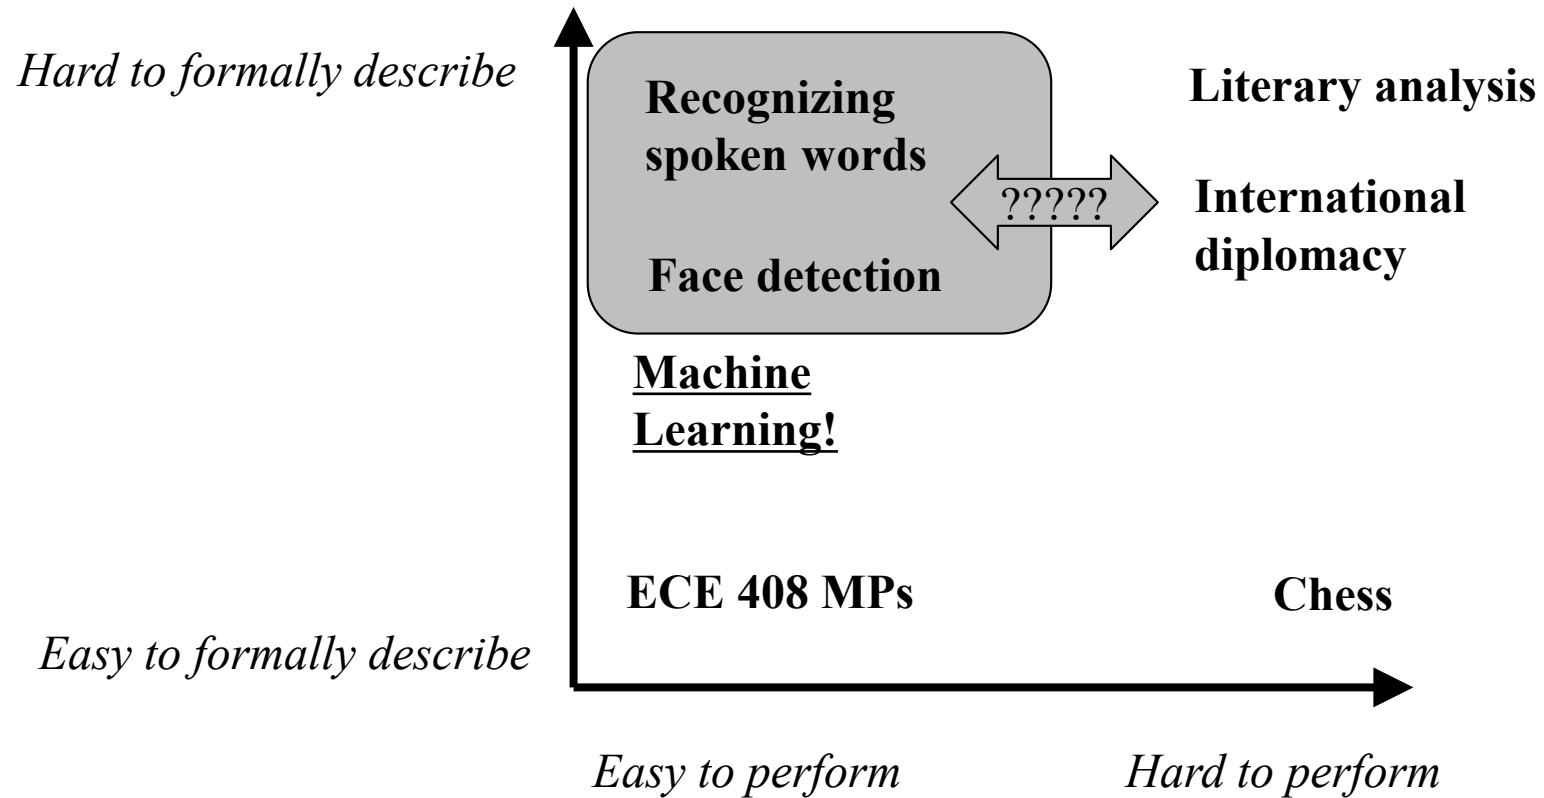 Hard to formally describe
Recognizing
spoken words
Literary analysis
?????
International
diplomacy
Face detection
Machine
Learning!
ECE 408 MPs
Chess
Easy to formally describe
Easy to perform
Hard to perform